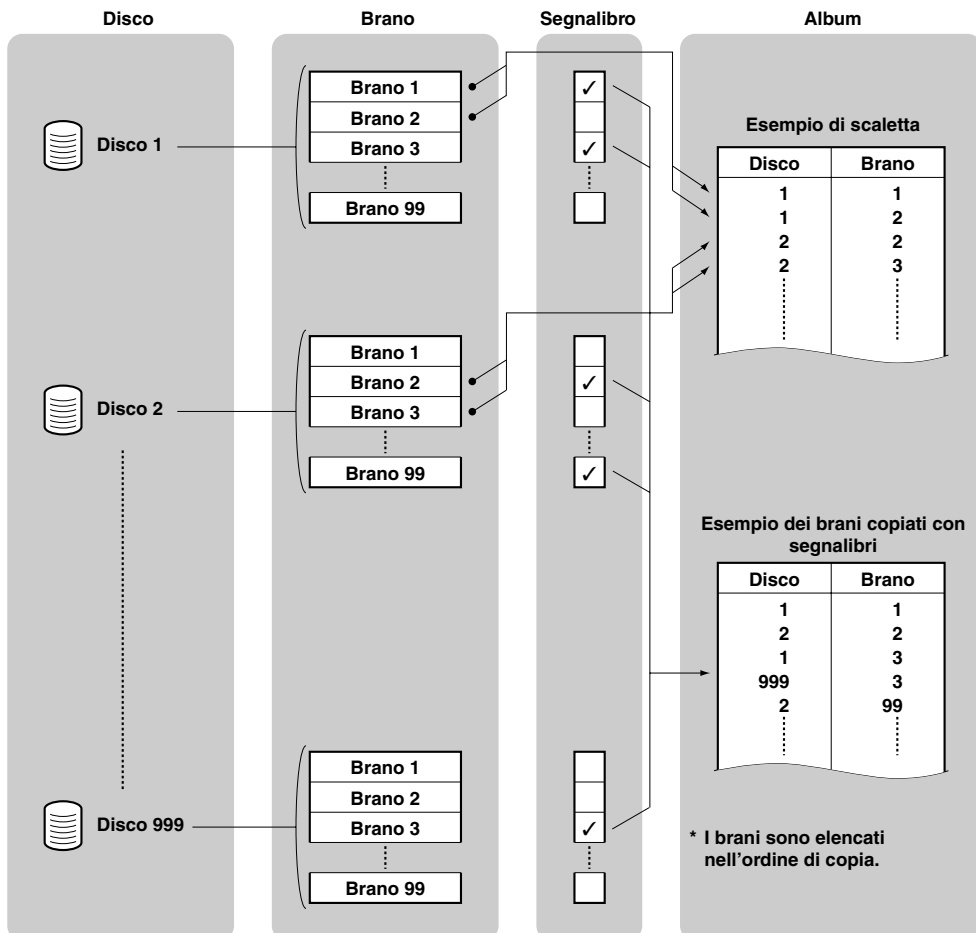 Disco Brano Segnalibro Album
Disco 1
Brano 1 ✓
Brano 2
Brano 3 ✓
Brano 99
Esempio di scaletta
Disco Brano
1 1
1 2
2 2
2 3
Disco 2
Brano 1
Brano 2 ✓
Brano 3
Brano 99 ✓
Esempio dei brani copiati con
segnalibri
Disco Brano
1 1
2 2
1 3
999 3
2 99
Disco 999
Brano 1
Brano 2
Brano 3 ✓
Brano 99
* I brani sono elencati
nell'ordine di copia.